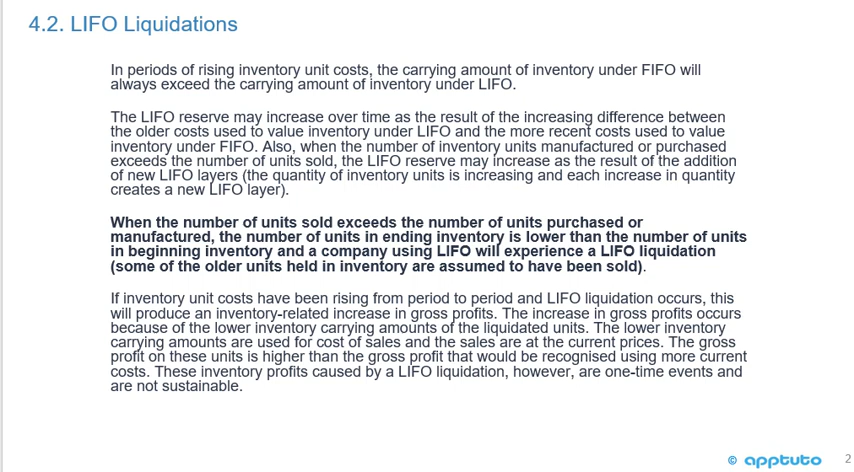 4.2. LIFO Liquidations
In periods of rising inventory unit costs, the carrying amount of inventory under FIFO will
always exceed the carrying amount of inventory under LIFO.
The LIFO reserve may increase over time as the result of the increasing difference between
the older costs used to value inventory under LIFO and the more recent costs used to value
inventory under FIFO. Also, when the number of inventory units manufactured or purchased
exceeds the number of units sold, the LIFO reserve may increase as the result of the addition
of new LIFO layers (the quantity of inventory units is increasing and each increase in quantity
creates a new LIFO layer).
When the number of units sold exceeds the number of units purchased or
manufactured, the number of units in ending inventory is lower than the number of units
in beginning inventory and a company using LIFO will experience a LIFO liquidation
(some of the older units held in inventory are assumed to have been sold).
If inventory unit costs have been rising from period to period and LIFO liquidation occurs, this
will produce an inventory-related increase in gross profits. The increase in gross profits occurs
because of the lower inventory carrying amounts of the liquidated units. The lower inventory
carrying amounts are used for cost of sales and the sales are at the current prices. The gross
profit on these units is higher than the gross profit that would be recognised using more current
costs. These inventory profits caused by a LIFO liquidation, however, are one-time events and
are not sustainable.
© apptuto 2